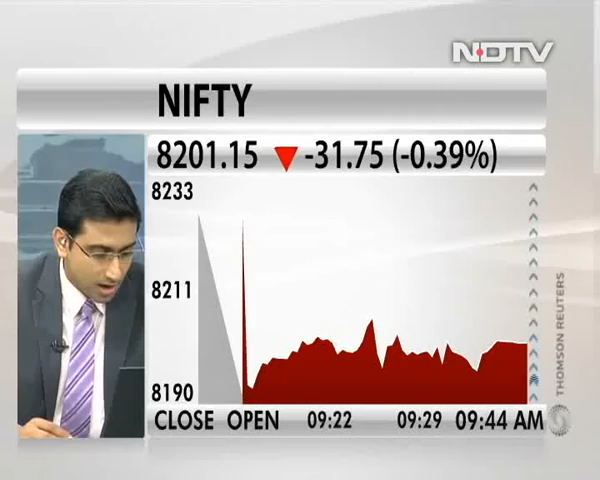 NDTV
NIFTY
8201.15 ▼ -31.75 (-0.39%)
8233
8211
8190
CLOSE OPEN 09:22 09:29 09:44 AM
THOMSON REUTERS